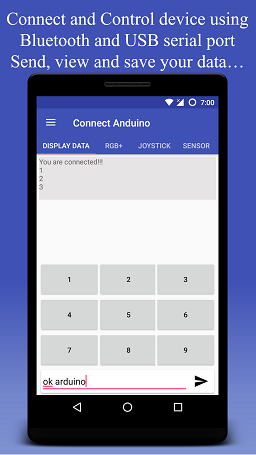 Connect and Control device using
Bluetooth and USB serial port
Send, view and save your data...
7:00
Connect Anduino
DISPLAY DATA RGB+ JOYSTICK SENSOR
You are connected!!!
1
2
3
1 2 3
4 5 6
7 8 9
ok arduino